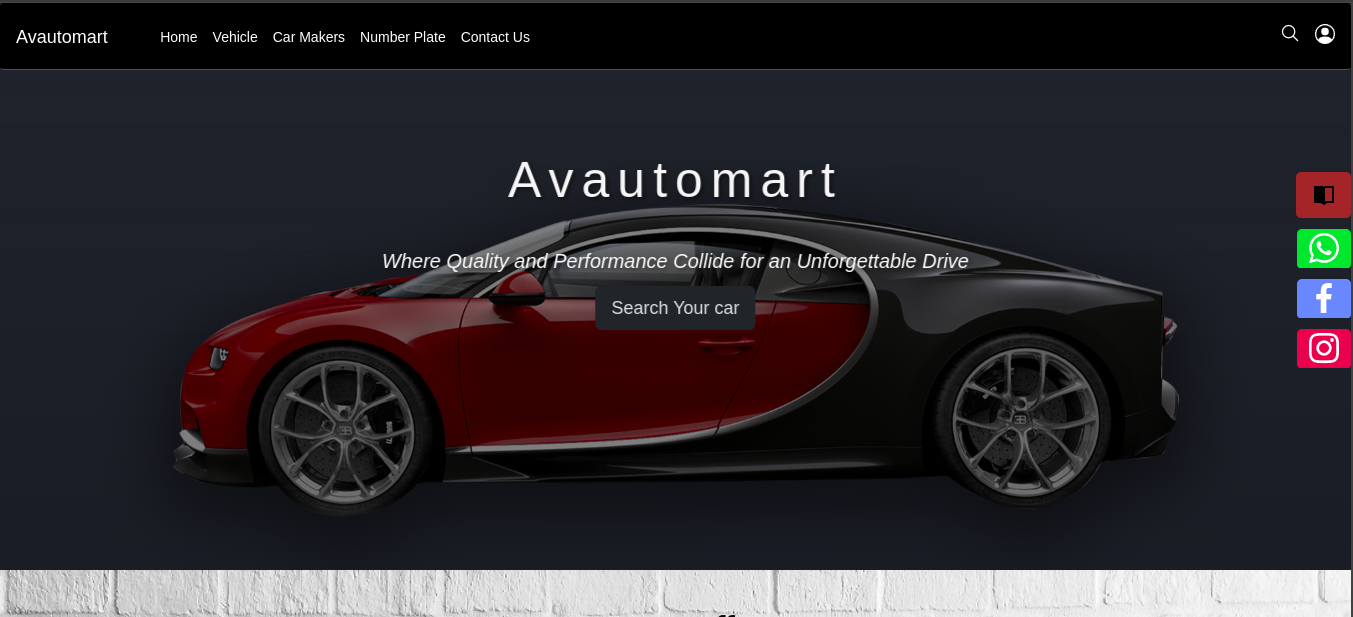 Avautomart Home Vehicle Car Makers Number Plate Contact Us
Avautomart
Where Quality and Performance Collide for an Unforgettable Drive
Search Your car